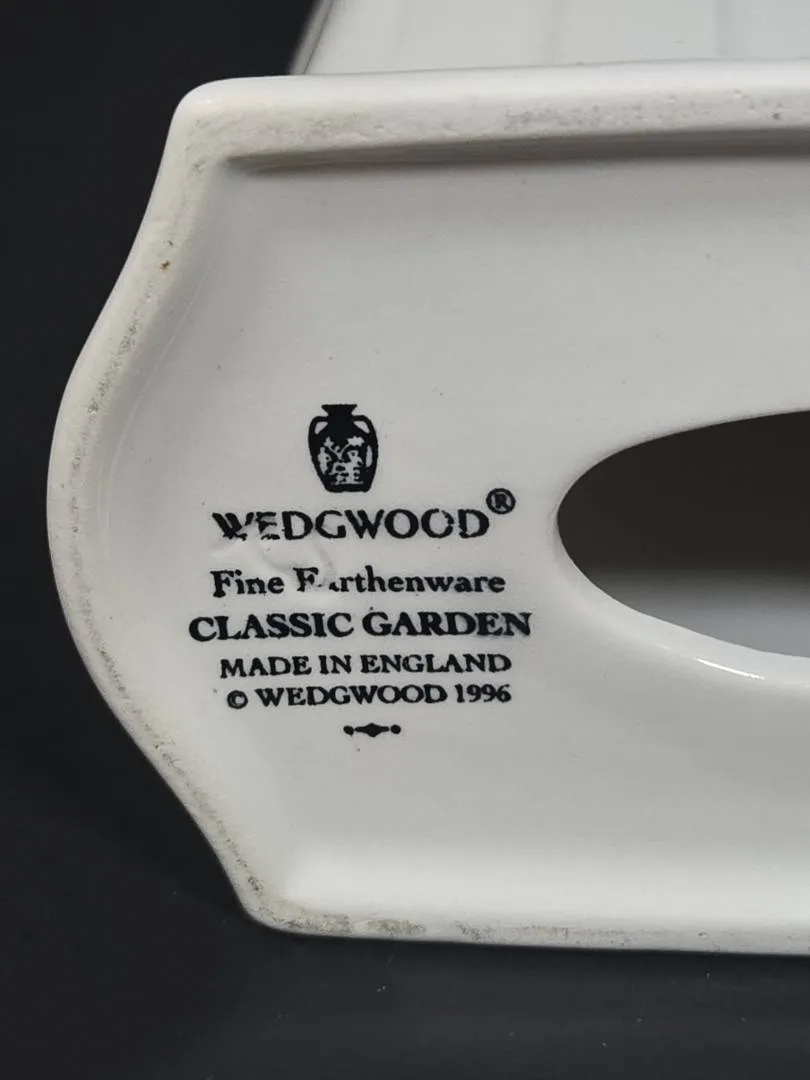 WEDGWOOD®
Fine Earthenware
CLASSIC GARDEN
MADE IN ENGLAND
© WEDGWOOD 1996